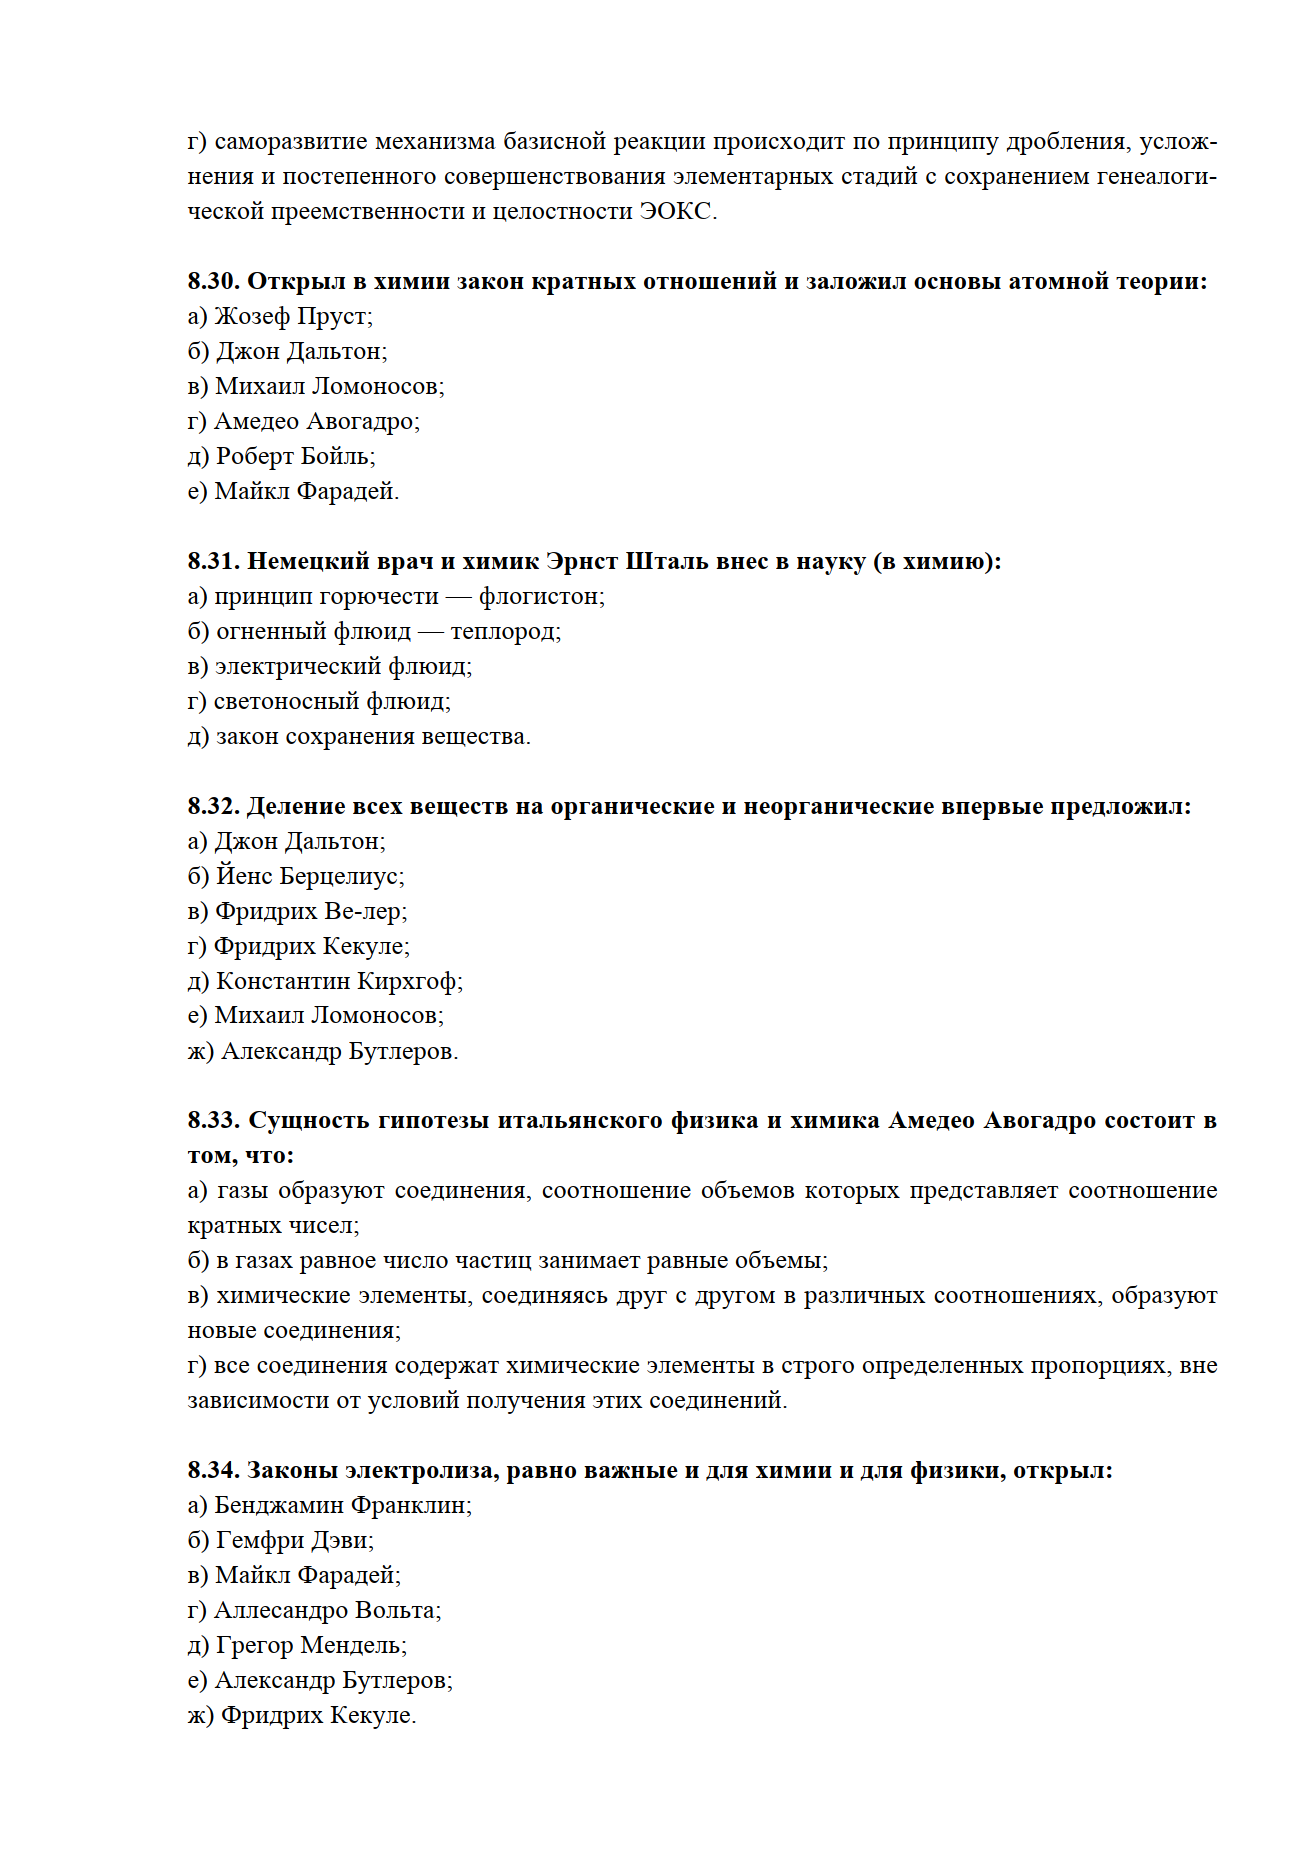 г) саморазвитие механизма базисной реакции происходит по принципу дробления, услож-
нения и постепенного совершенствования элементарных стадий с сохранением генеалоги-
ческой преемственности и целостности ЭОКС.
8.30. Открыл в химии закон кратных отношений и заложил основы атомной теории:
а) Жозеф Пруст;
б) Джон Дальтон;
в) Михаил Ломоносов;
г) Амедео Авогадро;
д) Роберт Бойль;
е) Майкл Фарадей.
8.31. Немецкий врач и химик Эрнст Шталь внес в науку (в химию):
а) принцип горючести — флогистон;
б) огненный флюид — теплород;
в) электрический флюид;
г) светоносный флюид;
д) закон сохранения вещества.
8.32. Деление всех веществ на органические и неорганические впервые предложил:
а) Джон Дальтон;
б) Йенс Берцелиус;
в) Фридрих Ве-лер;
г) Фридрих Кекуле;
д) Константин Кирхгоф;
е) Михаил Ломоносов;
ж) Александр Бутлеров.
8.33. Сущность гипотезы итальянского физика и химика Амедео Авогадро состоит в
том, что:
а) газы образуют соединения, соотношение объемов которых представляет соотношение
кратных чисел;
б) в газах равное число частиц занимает равные объемы;
в) химические элементы, соединяясь друг с другом в различных соотношениях, образуют
новые соединения;
г) все соединения содержат химические элементы в строго определенных пропорциях, вне
зависимости от условий получения этих соединений.
8.34. Законы электролиза, равно важные и для химии и для физики, открыл:
а) Бенджамин Франклин;
б) Гемфри Дэви;
в) Майкл Фарадей;
г) Аллесандро Вольта;
д) Грегор Мендель;
е) Александр Бутлеров;
ж) Фридрих Кекуле.